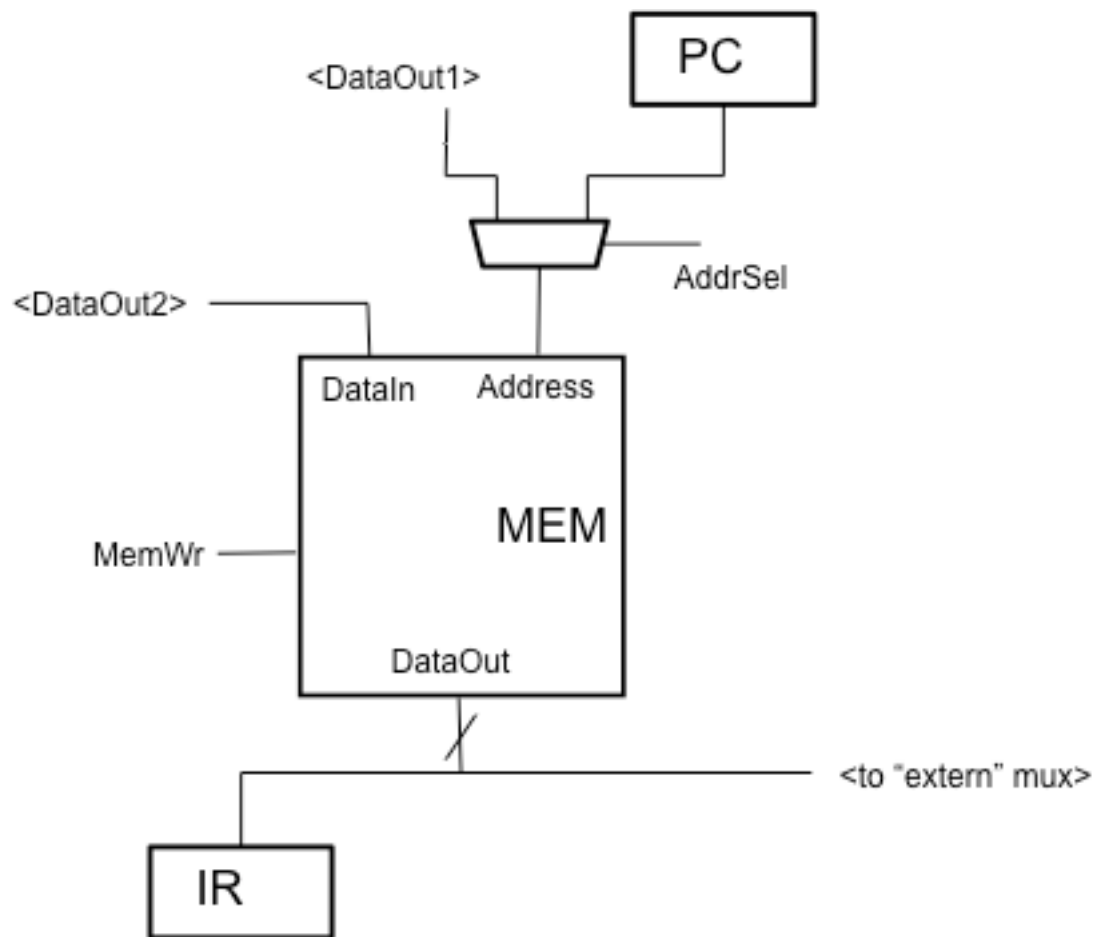 PC
<DataOut1>
AddrSel
<DataOut2>
DataIn
Address
MEM
MemWr
DataOut
<to “extern” mux>
IR